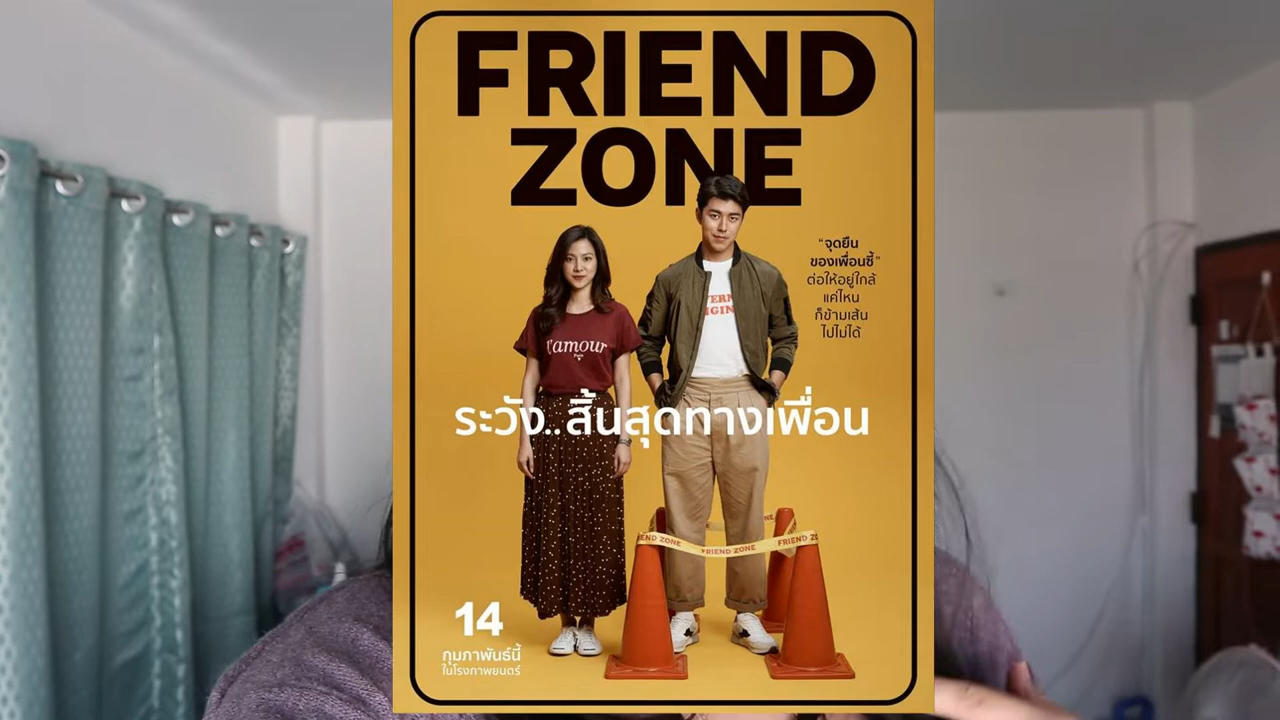 FRIEND
ZONE
“จุดยืน
ของเพื่อนซี้”
ต่อให้อยู่ใกล้
แค่ไหน
ก็ข้ามเส้น
ไปไม่ได้
l'amour
Paris
ระวัง..สิ้นสุดทางเพื่อน
FRIEND ZONE
14
กุมภาพันธ์นี้
ในโรงภาพยนตร์